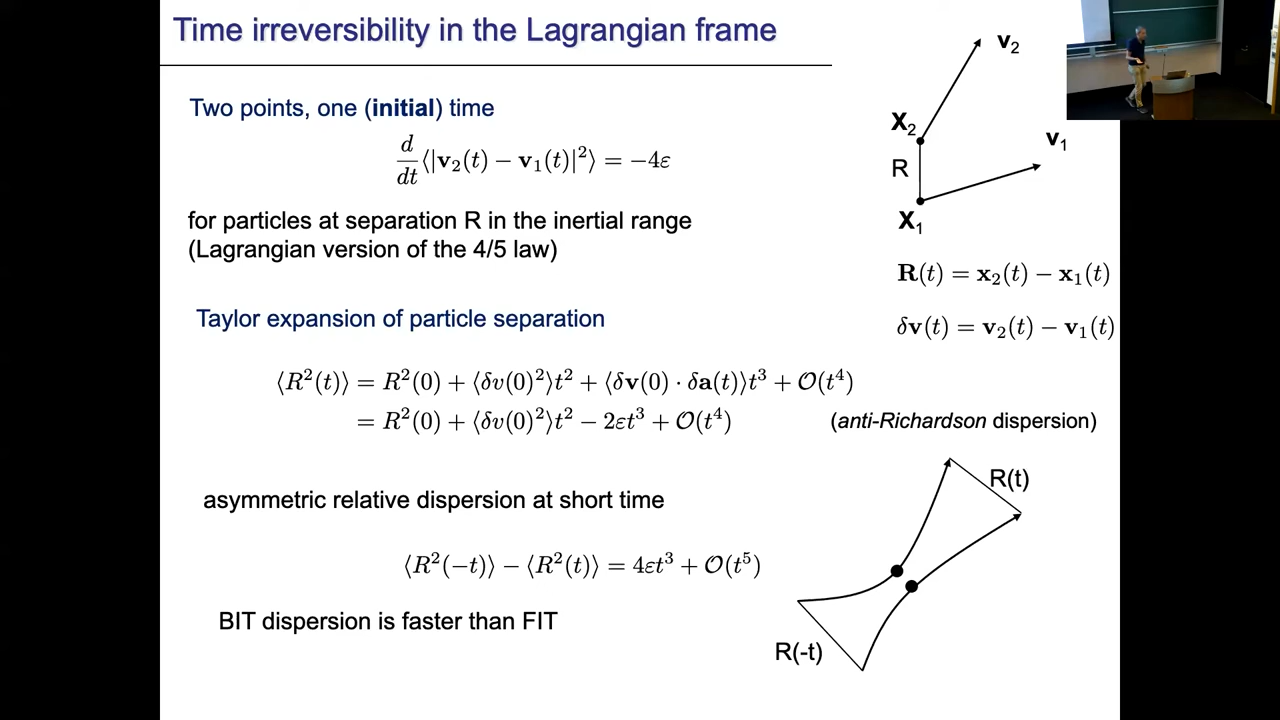 Time irreversibility in the Lagrangian frame
Two points, one (initial) time
d/dt ⟨|v₂(t) − v₁(t)|²⟩ = −4ε
for particles at separation R in the inertial range
(Lagrangian version of the 4/5 law)
v₂
X₂
v₁
R
X₁
R(t) = x₂(t) − x₁(t)
δv(t) = v₂(t) − v₁(t)
Taylor expansion of particle separation
⟨R²(t)⟩ = R²(0) + ⟨δv(0)²⟩t² + ⟨δv(0) · δa(t)⟩t³ + O(t⁴)
= R²(0) + ⟨δv(0)²⟩t² − 2εt³ + O(t⁴)
(anti-Richardson dispersion)
asymmetric relative dispersion at short time
R(t)
⟨R²(−t)⟩ − ⟨R²(t)⟩ = 4εt³ + O(t⁵)
BIT dispersion is faster than FIT
R(-t)